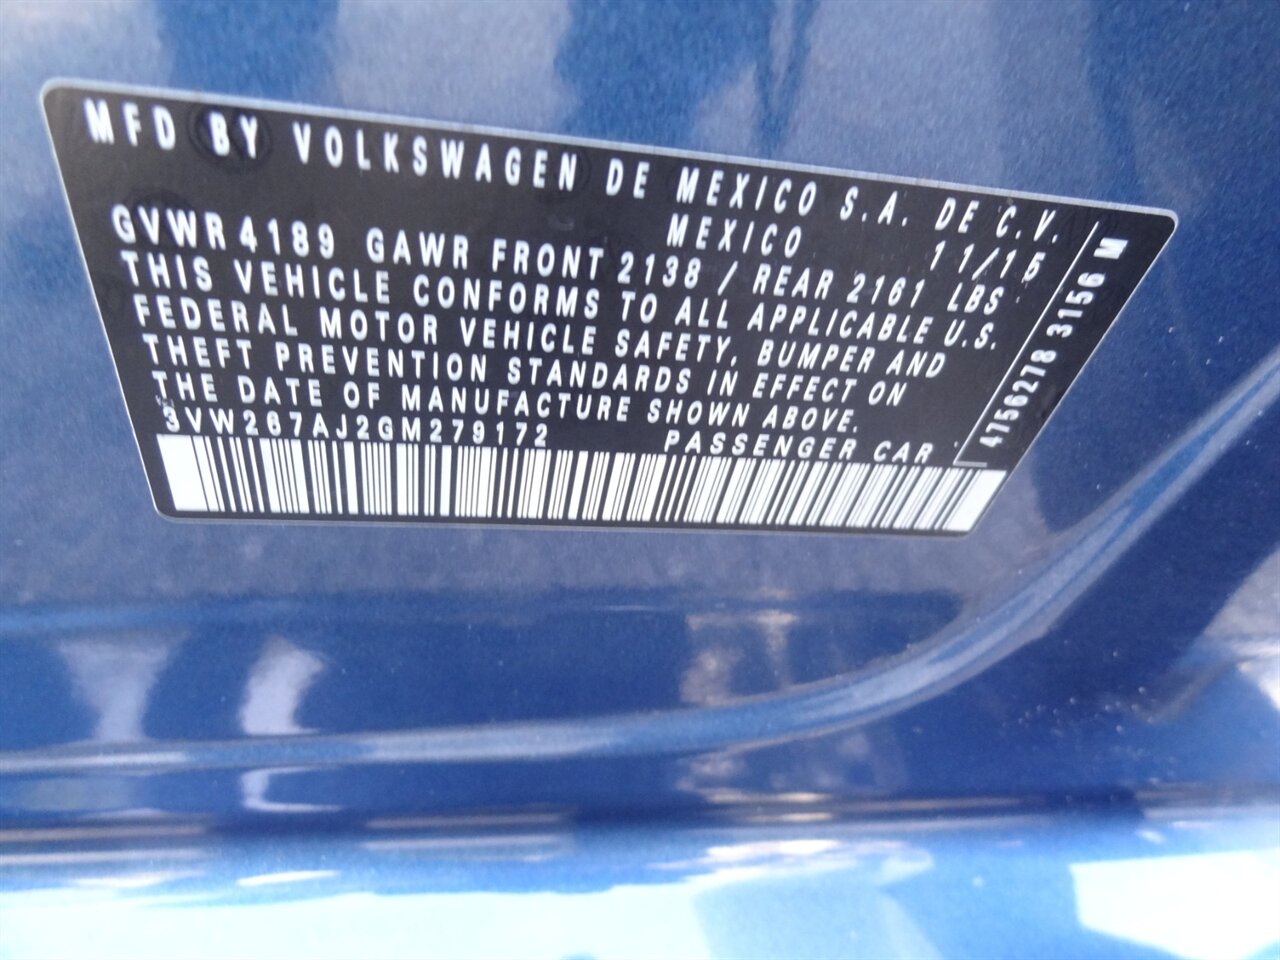 MFD BY VOLKSWAGEN DE MEXICO S.A. DE C.V.
MEXICO 11/15
GVWR 4189 GAWR FRONT 2138 / REAR 2161 LBS
THIS VEHICLE CONFORMS TO ALL APPLICABLE U.S.
FEDERAL MOTOR VEHICLE SAFETY, BUMPER AND
THEFT PREVENTION STANDARDS IN EFFECT ON
THE DATE OF MANUFACTURE SHOWN ABOVE.
3VW267AJ2GM279172 PASSENGER CAR
4756278 3156 M